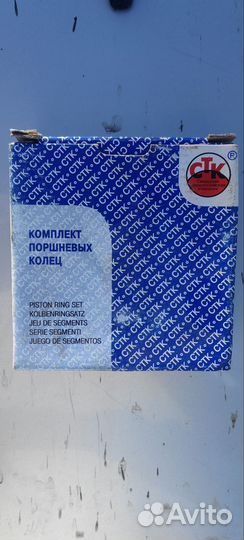 СТК
®
КОМПЛЕКТ
ПОРШНЕВЫХ
КОЛЕЦ
PISTON RING SET
KOLBENRINGSATZ
JEU DE SEGMENTS
SERIE SEGMENTI
JUEGO DE SEGMENTOS
Avito